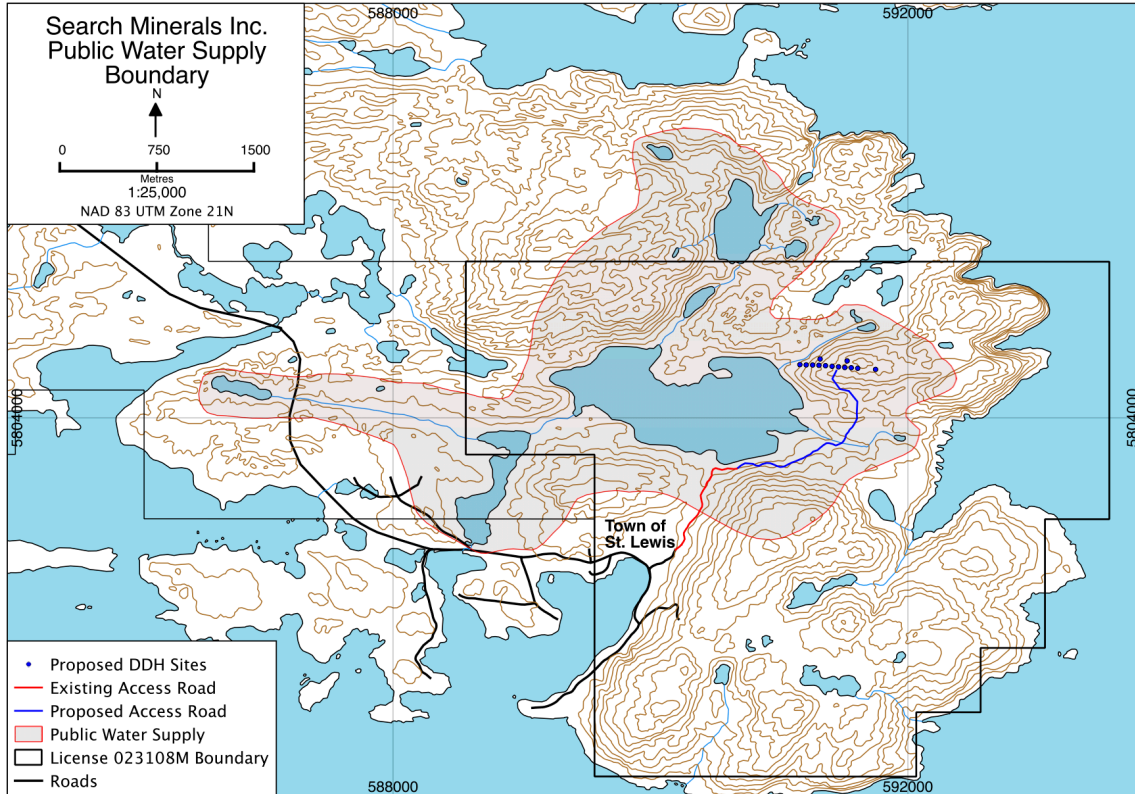 Search Minerals Inc.
Public Water Supply
Boundary
N
0 750 1500
Metres
1:25,000
NAD 83 UTM Zone 21N
588000
592000
5804000
5804000
Town of
St. Lewis
Proposed DDH Sites
Existing Access Road
Proposed Access Road
Public Water Supply
License 023108M Boundary
Roads
588000
592000